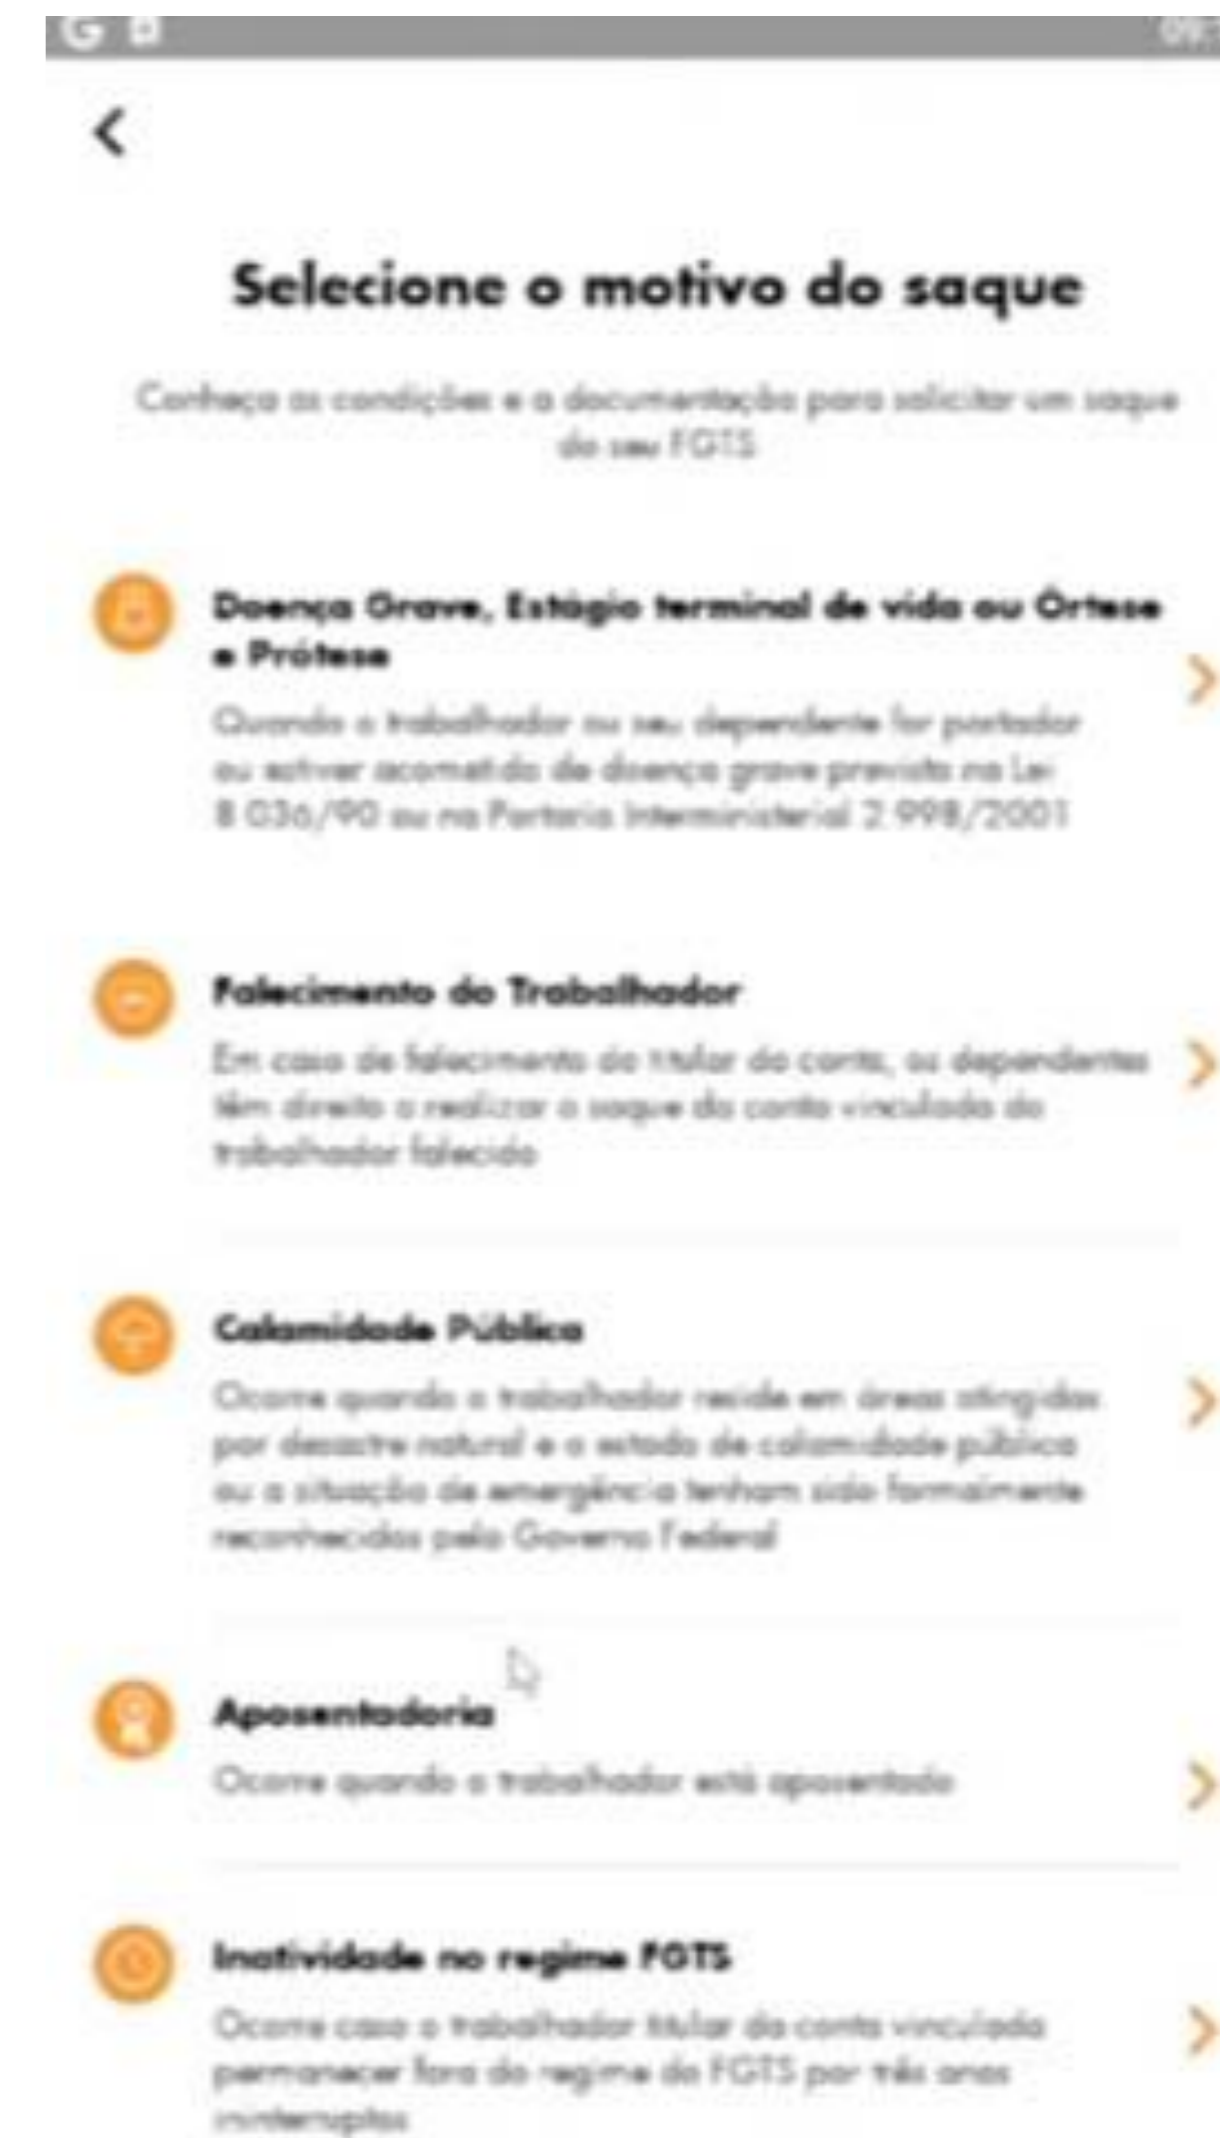 G
09:
Selecione o motivo do saque
Conheça as condições e a documentação para solicitar um saque
do seu FGTS
Doença Grave, Estágio terminal de vida ou Órtese
e Prótese
Quando o trabalhador ou seu dependente for portador
ou estiver acometido de doença grave prevista na Lei
8.036/90 ou na Portaria Interministerial 2.998/2001
Falecimento do Trabalhador
Em caso de falecimento do titular da conta, os dependentes
têm direito a realizar o saque da conta vinculada do
trabalhador falecido
Calamidade Pública
Ocorre quando o trabalhador reside em áreas atingidas
por desastre natural e o estado de calamidade pública
ou a situação de emergência tenham sido formalmente
reconhecidos pelo Governo Federal
Aposentadoria
Ocorre quando o trabalhador está aposentado
Inatividade no regime FGTS
Ocorre caso o trabalhador titular da conta vinculada
permanecer fora do regime do FGTS por três anos
ininterruptos